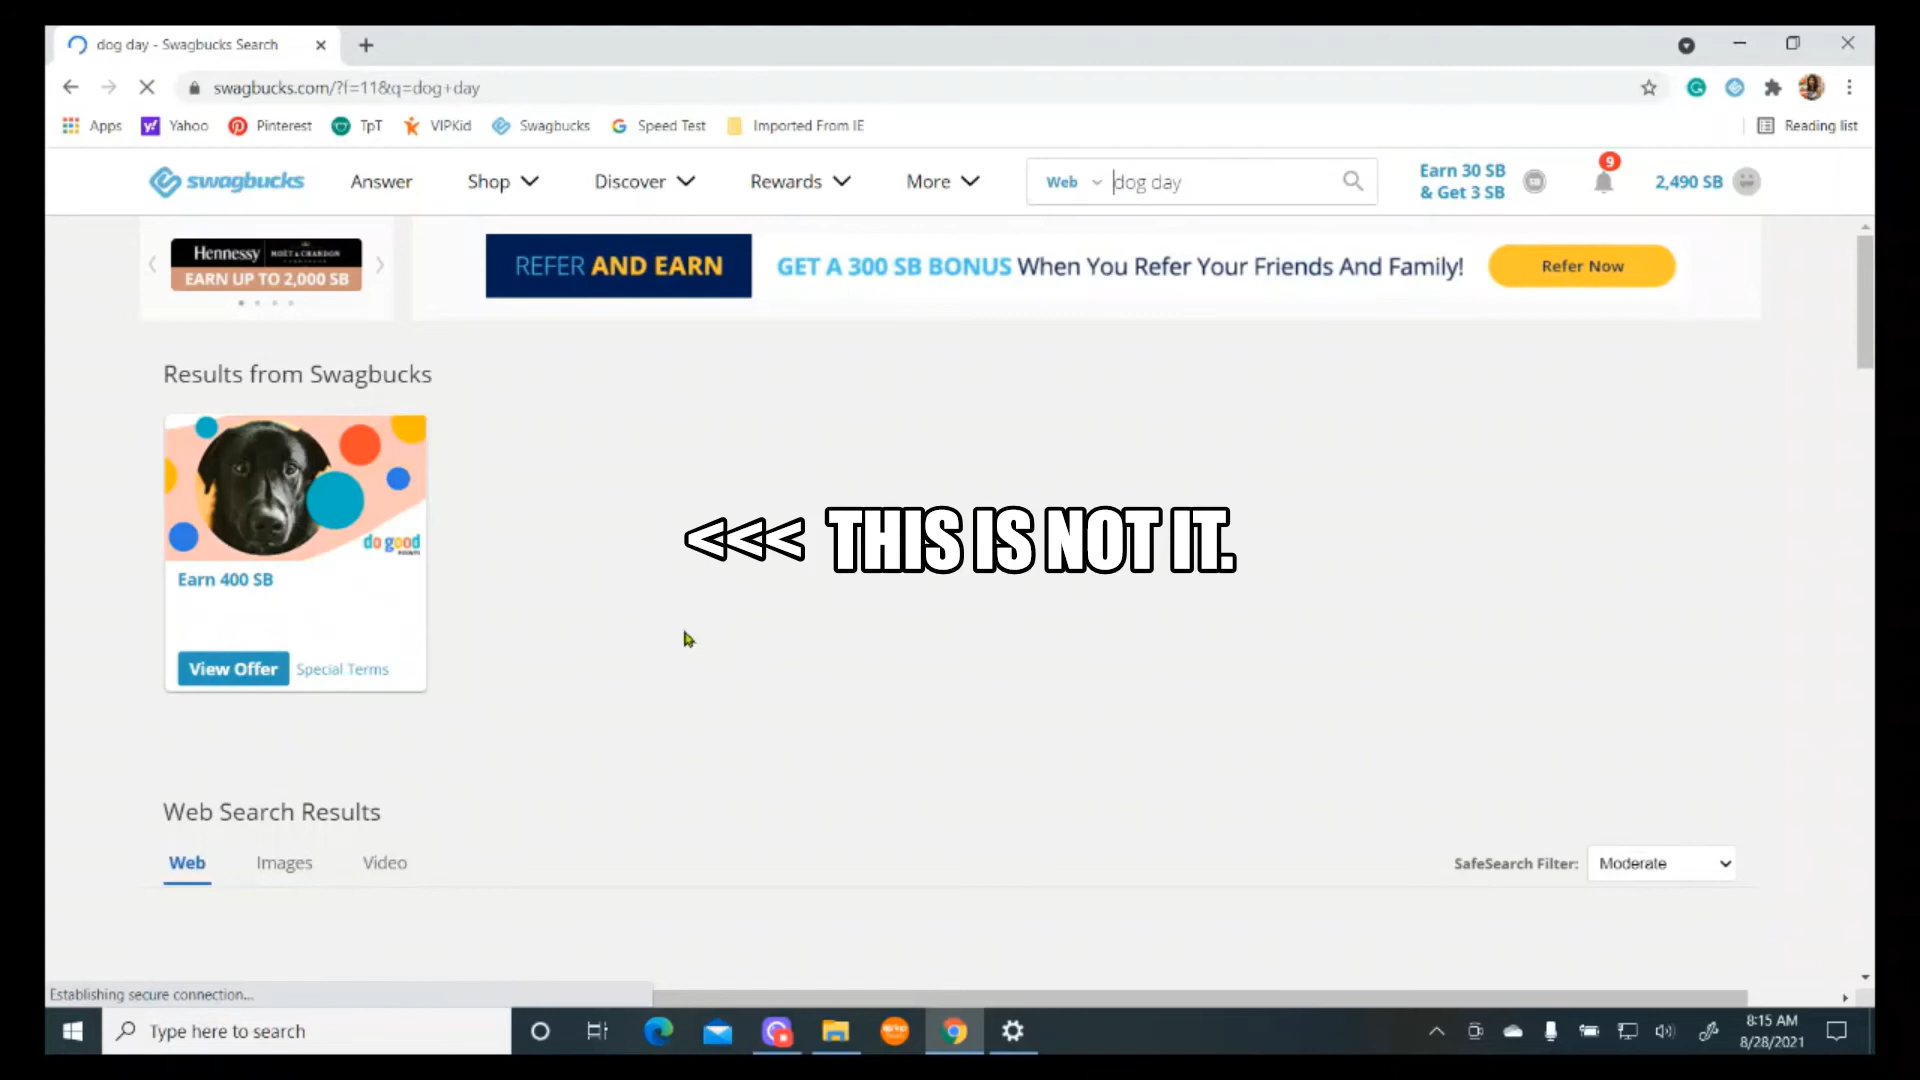 dog day - Swagbucks Search
swagbucks.com/?f=11&q=dog+day
Apps Yahoo Pinterest TpT VIPKid Swagbucks Speed Test Imported From IE Reading list
swagbucks Answer Shop Discover Rewards More Web dog day Earn 30 SB & Get 3 SB 9 2,490 SB
Hennessy MOËT & CHANDON
EARN UP TO 2,000 SB
REFER AND EARN GET A 300 SB BONUS When You Refer Your Friends And Family! Refer Now
Results from Swagbucks
do good
Earn 400 SB
<<< THIS IS NOT IT.
View Offer Special Terms
Web Search Results
Web Images Video SafeSearch Filter: Moderate
Establishing secure connection...
Type here to search
8:15 AM
8/28/2021